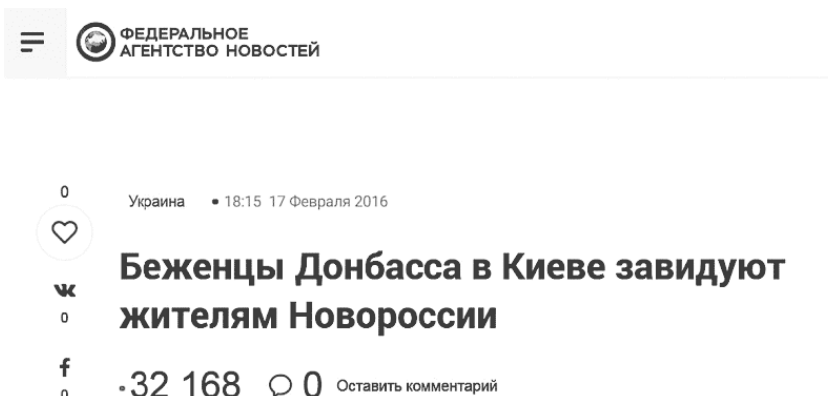 ФЕДЕРАЛЬНОЕ
АГЕНТСТВО НОВОСТЕЙ
0
Украина • 18:15 17 Февраля 2016
Беженцы Донбасса в Киеве завидуют
жителям Новороссии
0
32 168 0 Оставить комментарий
0